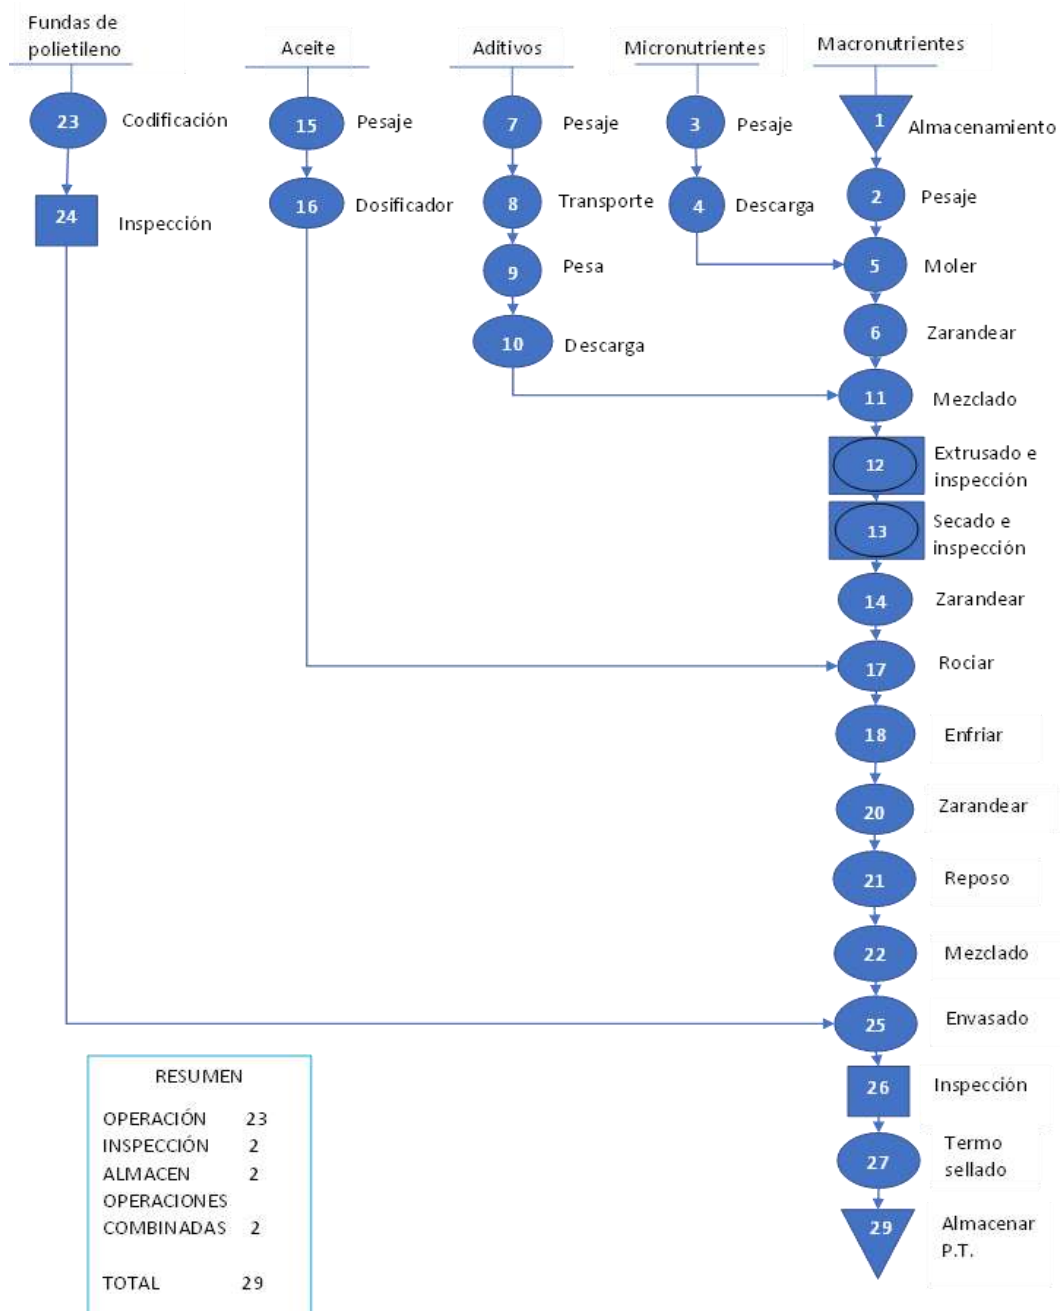 Fundas de
polietileno
Aceite
Aditivos
Micronutrientes
Macronutrientes
23
Codificación
15
Pesaje
7
Pesaje
3
Pesaje
1
Almacenamiento
24
Inspección
16
Dosificador
8
Transporte
4
Descarga
2
Pesaje
9
Pesa
5
Moler
10
Descarga
6
Zarandear
11
Mezclado
12
Extrusado e
inspección
13
Secado e
inspección
14
Zarandear
17
Rociar
18
Enfriar
20
Zarandear
21
Reposo
22
Mezclado
25
Envasado
26
Inspección
27
Termo
sellado
29
Almacenar
P.T.
RESUMEN
OPERACIÓN 23
INSPECCIÓN 2
ALMACEN 2
OPERACIONES
COMBINADAS 2
TOTAL 29